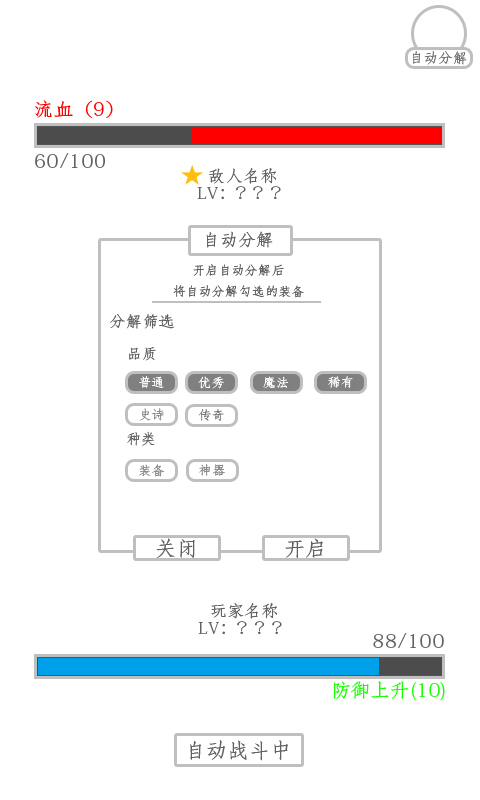 自动分解
流血（9）
60/100
敌人名称
LV：？？？
自动分解
开启自动分解后
将自动分解勾选的装备
分解筛选
品质
普通 优秀 魔法 稀有
史诗 传奇
种类
装备 神器
关闭 开启
玩家名称
LV：？？？
88/100
防御上升(10)
自动战斗中